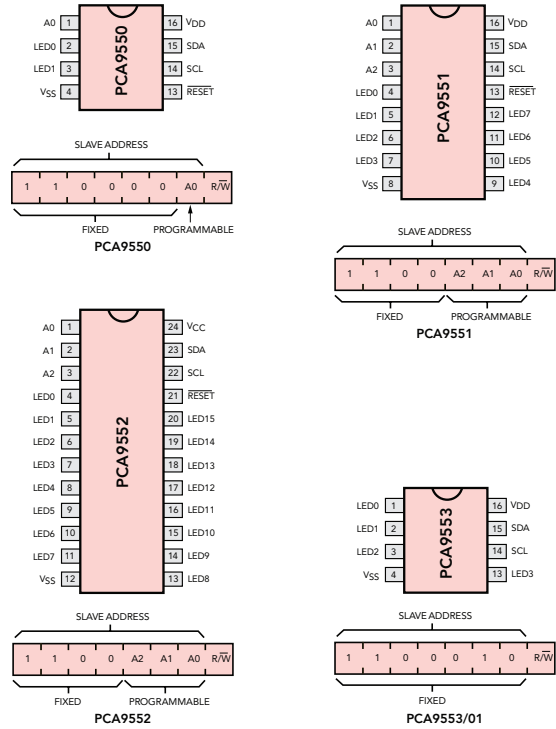 A0 1 PCA9550 16 VDD
LED0 2 15 SDA
LED1 3 14 SCL
VSS 4 13 RESET
SLAVE ADDRESS
1 1 0 0 0 0 A0 R/W
FIXED PROGRAMMABLE
PCA9550
A0 1 PCA9551 16 VDD
A1 2 15 SDA
A2 3 14 SCL
LED0 4 13 RESET
LED1 5 12 LED7
LED2 6 11 LED6
LED3 7 10 LED5
VSS 8 9 LED4
SLAVE ADDRESS
1 1 0 0 A2 A1 A0 R/W
FIXED PROGRAMMABLE
PCA9551
A0 1 PCA9552 24 VCC
A1 2 23 SDA
A2 3 22 SCL
LED0 4 21 RESET
LED1 5 20 LED15
LED2 6 19 LED14
LED3 7 18 LED13
LED4 8 17 LED12
LED5 9 16 LED11
LED6 10 15 LED10
LED7 11 14 LED9
VSS 12 13 LED8
SLAVE ADDRESS
1 1 0 0 A2 A1 A0 R/W
FIXED PROGRAMMABLE
PCA9552
LED0 1 PCA9553 16 VDD
LED1 2 15 SDA
LED2 3 14 SCL
VSS 4 13 LED3
SLAVE ADDRESS
1 1 0 0 0 1 0 R/W
FIXED
PCA9553/01